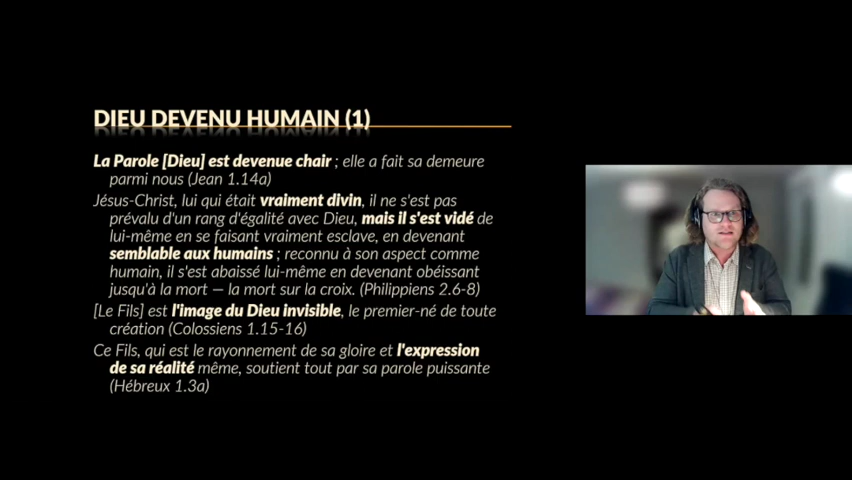 DIEU DEVENU HUMAIN (1)
La Parole [Dieu] est devenue chair ; elle a fait sa demeure
parmi nous (Jean 1.14a)
Jésus-Christ, lui qui était vraiment divin, il ne s'est pas
prévalu d'un rang d'égalité avec Dieu, mais il s'est vidé de
lui-même en se faisant vraiment esclave, en devenant
semblable aux humains ; reconnu à son aspect comme
humain, il s'est abaissé lui-même en devenant obéissant
jusqu'à la mort — la mort sur la croix. (Philippiens 2.6-8)
[Le Fils] est l'image du Dieu invisible, le premier-né de toute
création (Colossiens 1.15-16)
Ce Fils, qui est le rayonnement de sa gloire et l'expression
de sa réalité même, soutient tout par sa parole puissante
(Hébreux 1.3a)